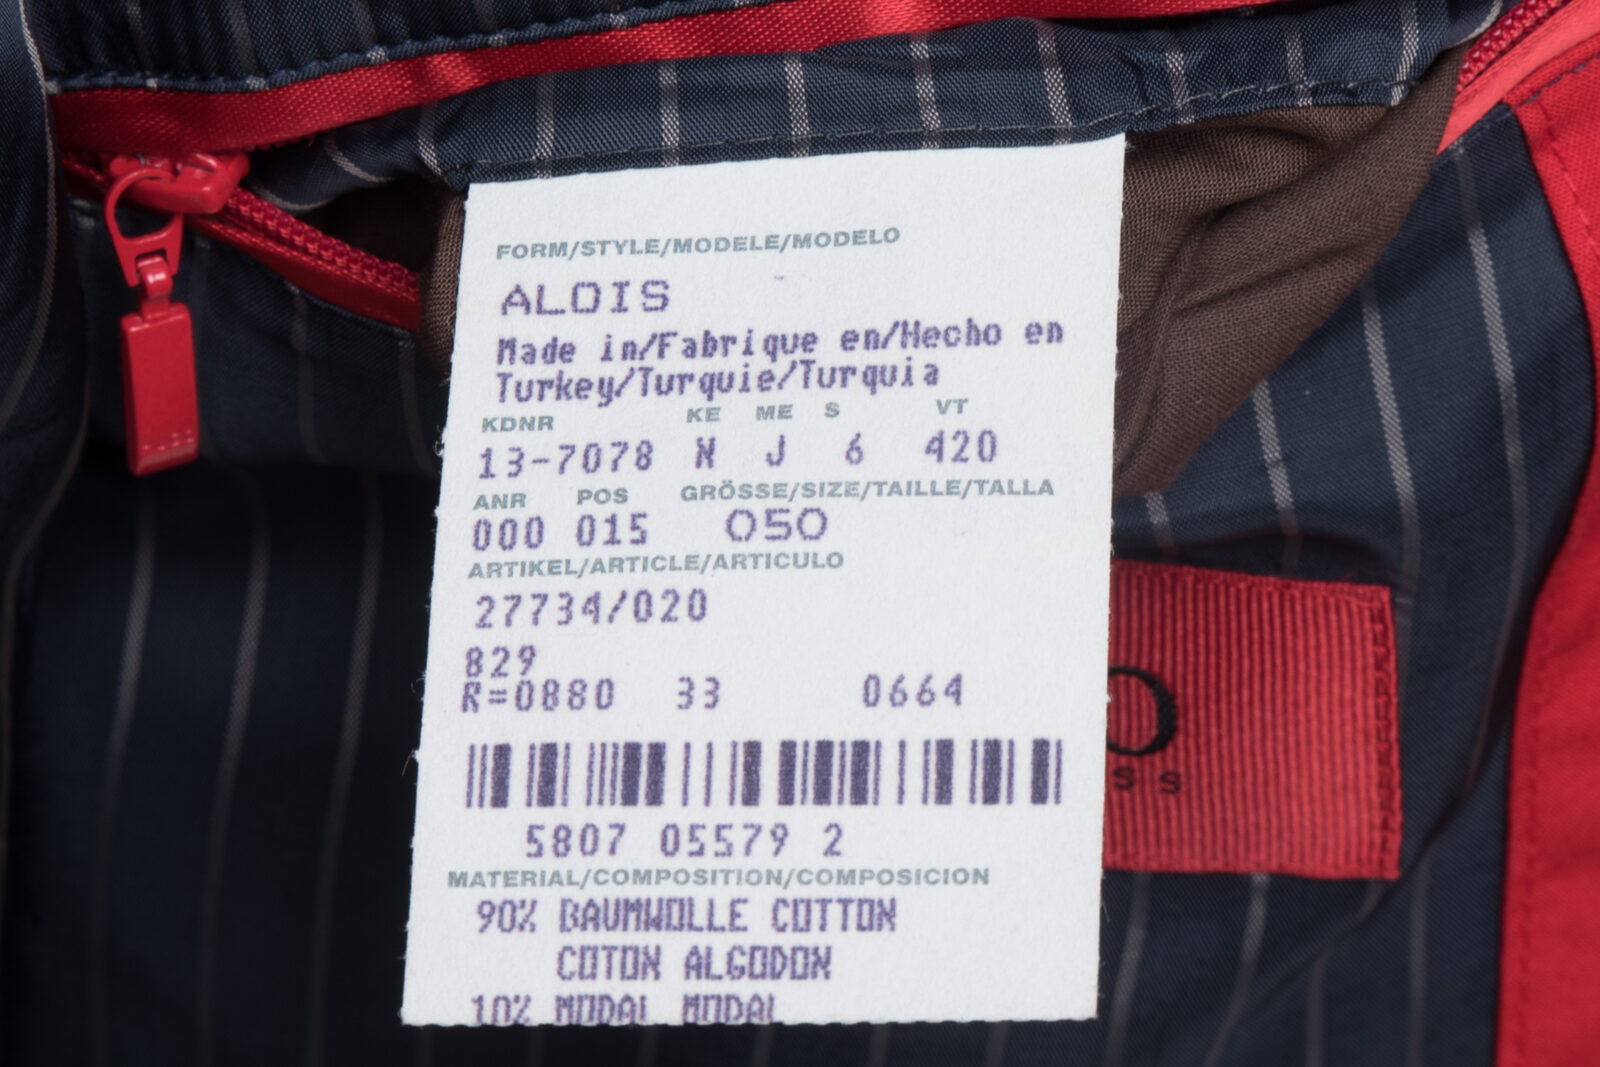 FORM/STYLE/MODELE/MODELO
ALOIS
Made in/Fabrique en/Hecho en
Turkey/Turquie/Turquia
KDNR KE ME S VT
13-7078 N J 6 420
ANR POS GRÖSSE/SIZE/TAILLE/TALLA
000 015 050
ARTIKEL/ARTICLE/ARTICULO
27734/020
829
R=0880 33 0664
5807 05579 2
MATERIAL/COMPOSITION/COMPOSICION
90% BAUMWOLLE COTTON
COTON ALGODON
10% MODAL MODAL
O
SS